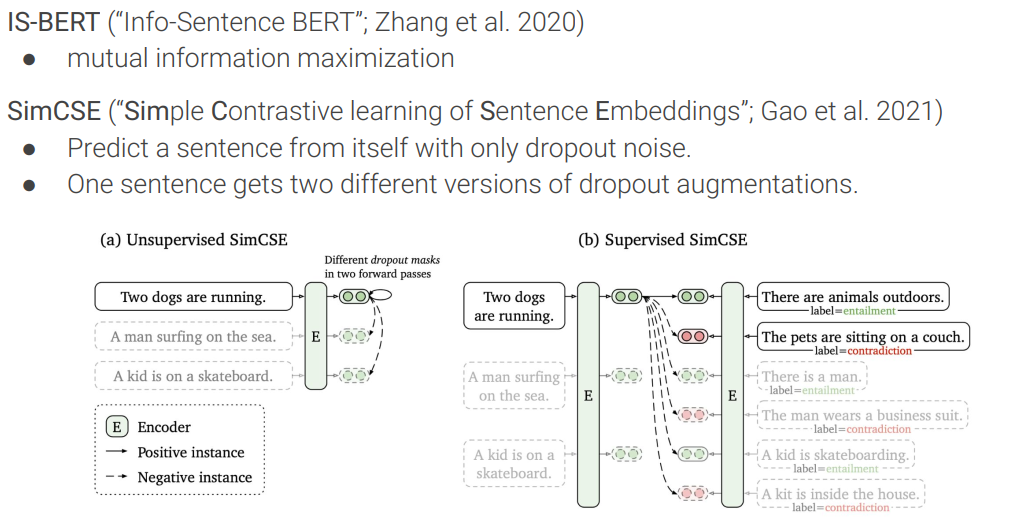 IS-BERT (“Info-Sentence BERT”; Zhang et al. 2020)
● mutual information maximization
SimCSE (“Simple Contrastive learning of Sentence Embeddings”; Gao et al. 2021)
● Predict a sentence from itself with only dropout noise.
● One sentence gets two different versions of dropout augmentations.
(a) Unsupervised SimCSE
Different dropout masks
in two forward passes
Two dogs are running.
A man surfing on the sea.
A kid is on a skateboard.
E
E Encoder
Positive instance
Negative instance
(b) Supervised SimCSE
Two dogs
are running.
A man surfing
on the sea.
A kid is on a
skateboard.
E
E
There are animals outdoors.
label=entailment
The pets are sitting on a couch.
label=contradiction
There is a man.
label=entailment
The man wears a business suit.
label=contradiction
A kid is skateboarding.
label=entailment
A kit is inside the house.
label=contradiction